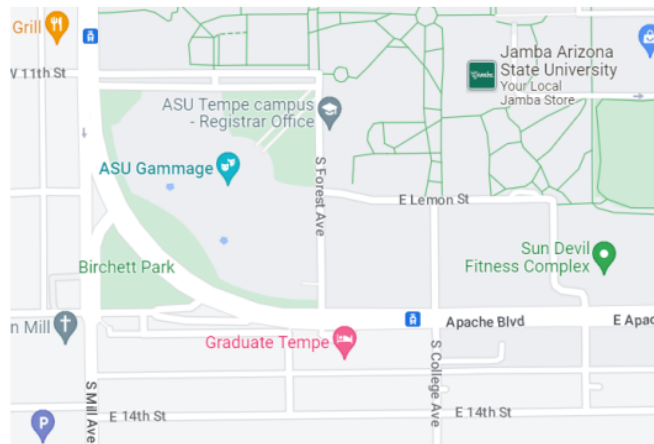 Grill
W 11th St
ASU Tempe campus
- Registrar Office
Jamba Arizona
State University
Your Local
Jamba Store
Jamba
ASU Gammage
S Forest Ave
E Lemon St
Birchett Park
Sun Devil
Fitness Complex
n Mill
Apache Blvd
E Apac
Graduate Tempe
S Mill Ave
S College Ave
E 14th St
E 14th St
P